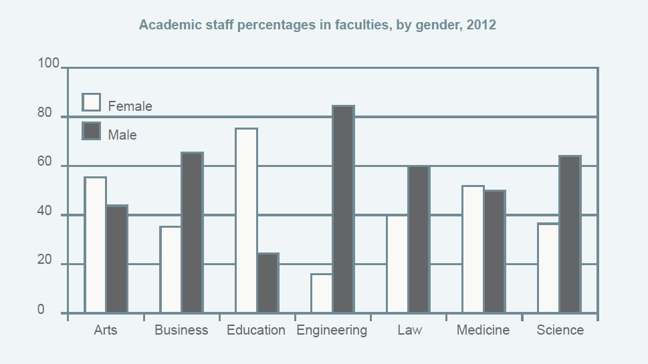 Academic staff percentages in faculties, by gender, 2012
100
80
60
40
20
0
Female
Male
Arts Business Education Engineering Law Medicine Science